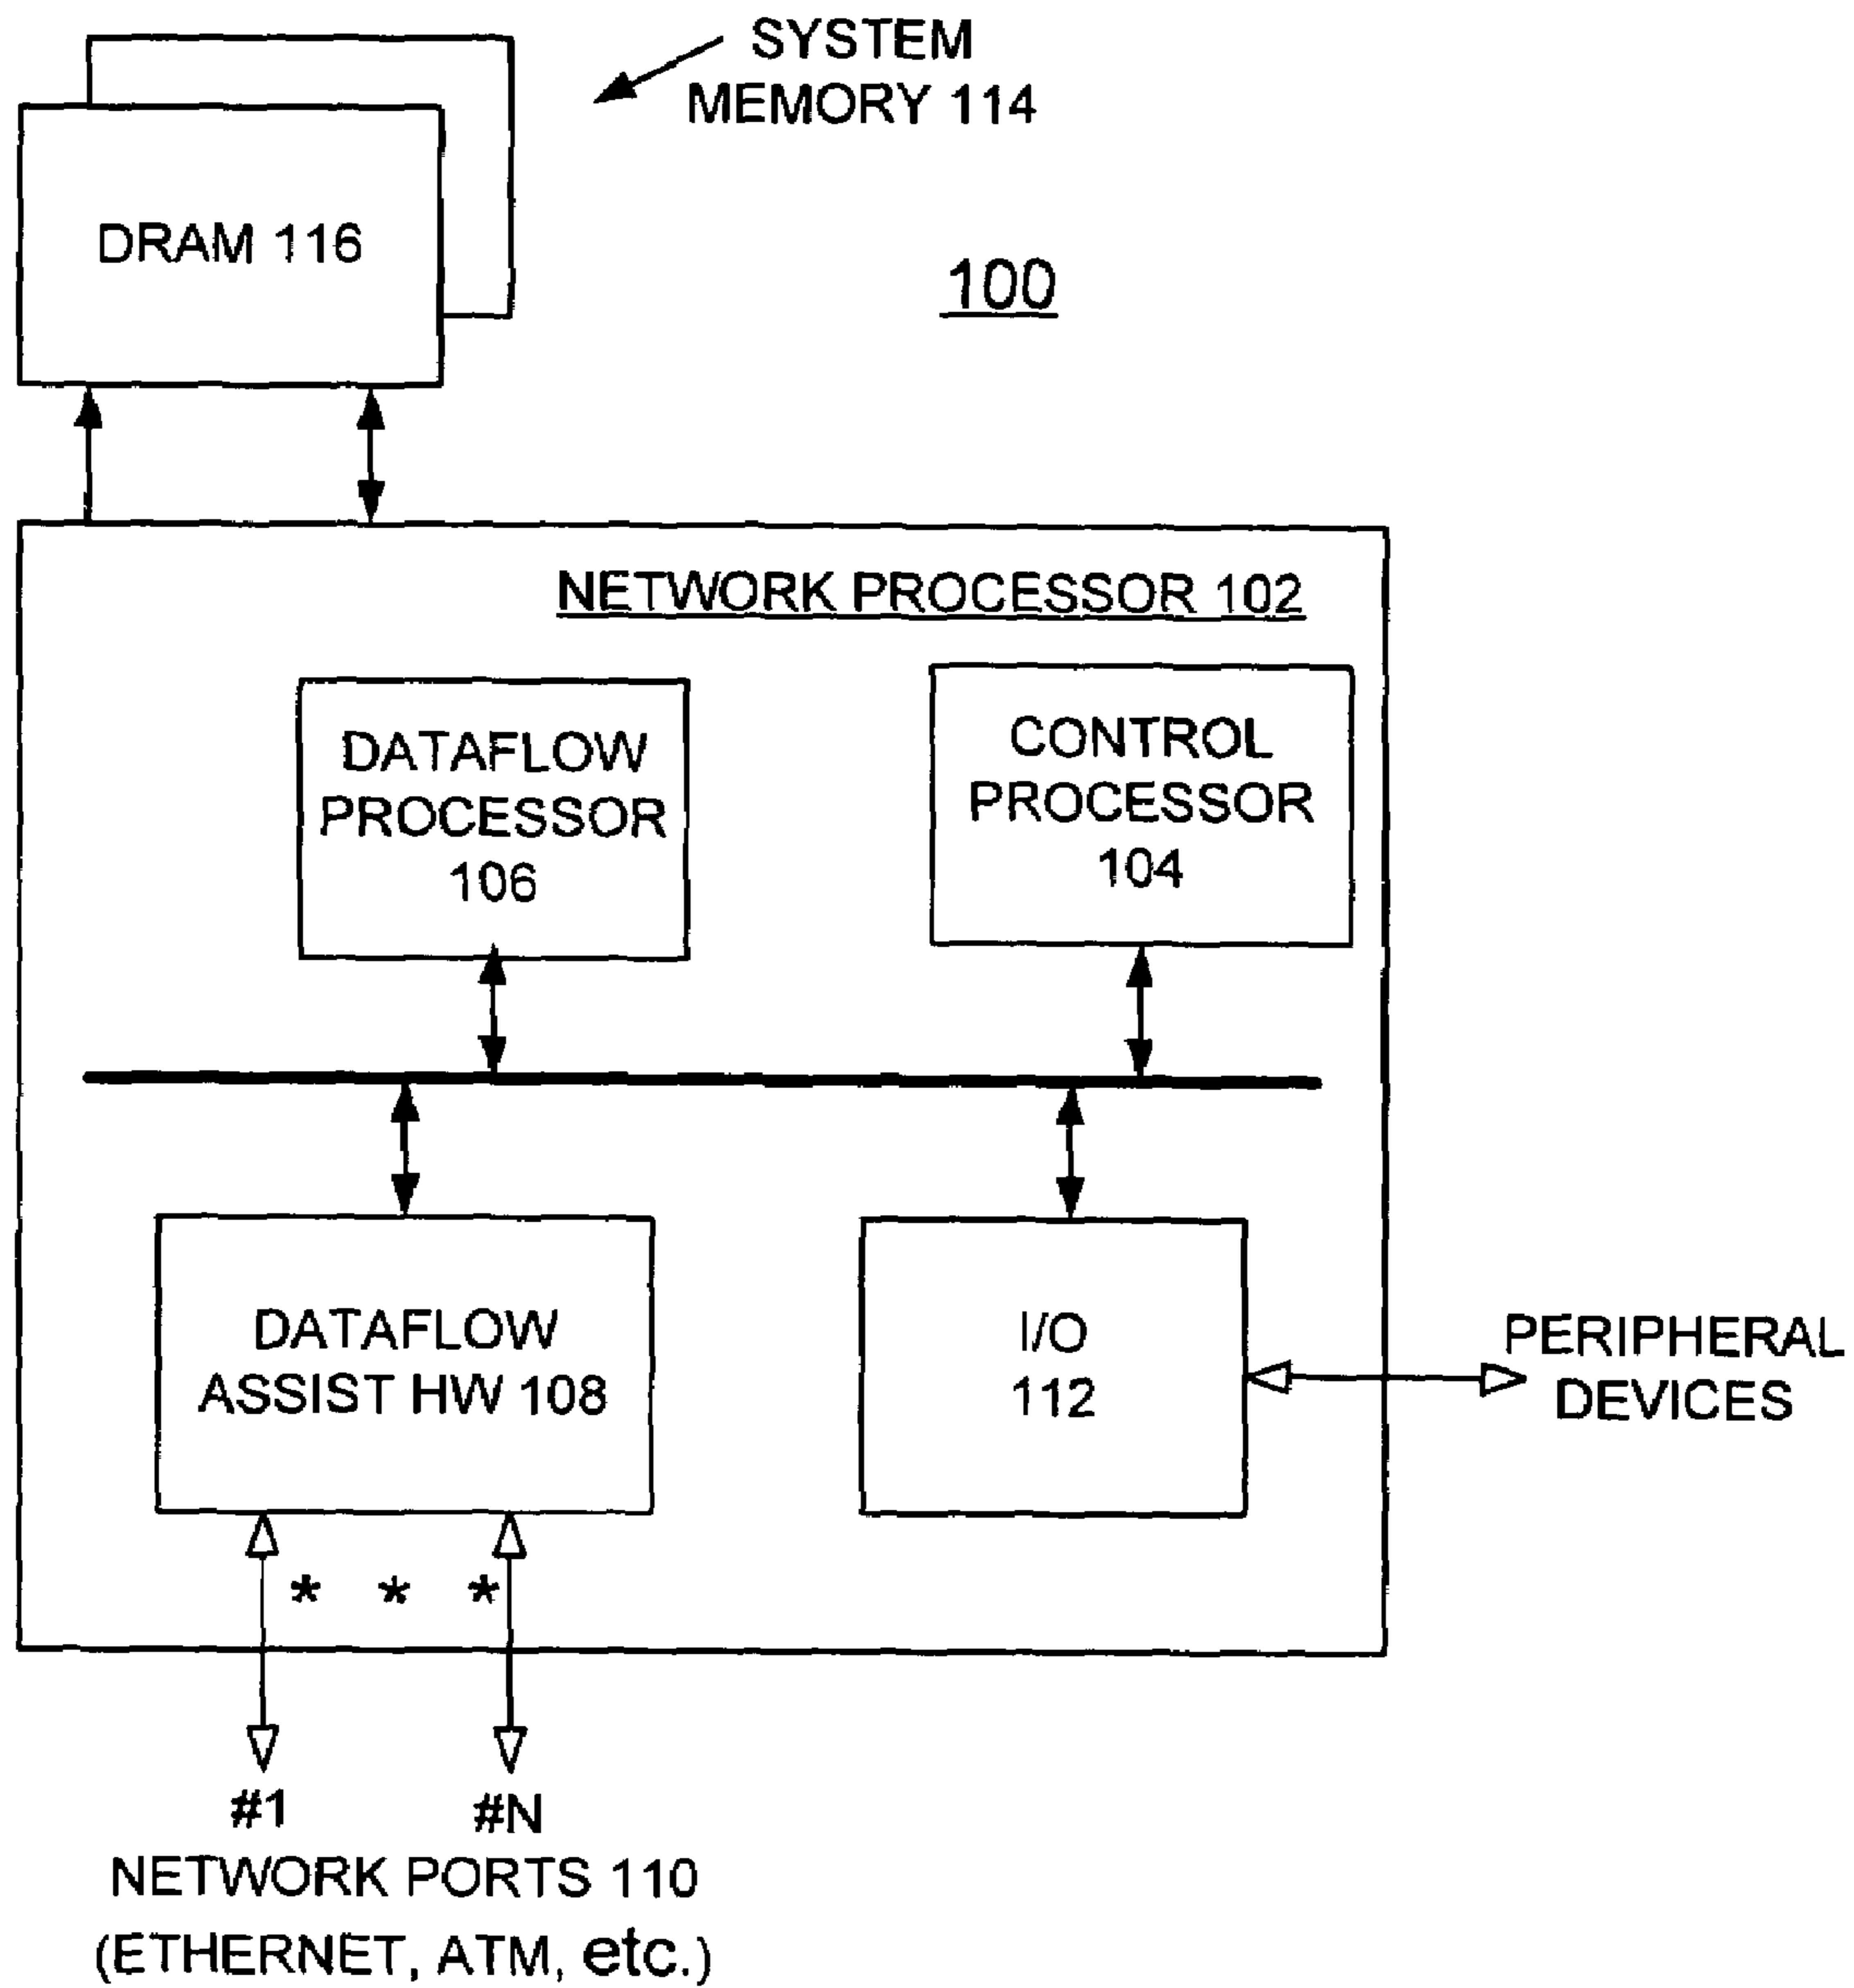 SYSTEM
MEMORY 114
DRAM 116
100
NETWORK PROCESSOR 102
DATAFLOW
PROCESSOR
106
CONTROL
PROCESSOR
104
DATAFLOW
ASSIST HW 108
I/O
112
PERIPHERAL
DEVICES
* * *
#1 #N
NETWORK PORTS 110
(ETHERNET, ATM, etc.)